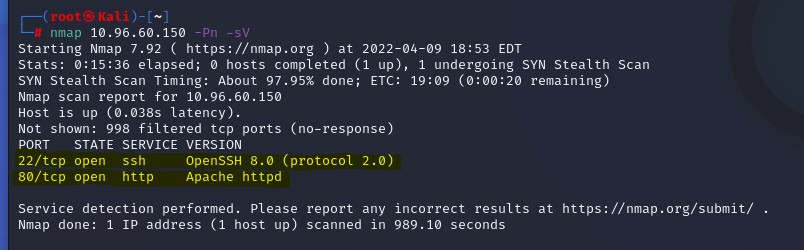 ┌──(root㉿Kali)-[~]
└─# nmap 10.96.60.150 -Pn -sV
Starting Nmap 7.92 ( https://nmap.org ) at 2022-04-09 18:53 EDT
Stats: 0:15:36 elapsed; 0 hosts completed (1 up), 1 undergoing SYN Stealth Scan
SYN Stealth Scan Timing: About 97.95% done; ETC: 19:09 (0:00:20 remaining)
Nmap scan report for 10.96.60.150
Host is up (0.038s latency).
Not shown: 998 filtered tcp ports (no-response)
PORT   STATE SERVICE VERSION
22/tcp open  ssh     OpenSSH 8.0 (protocol 2.0)
80/tcp open  http    Apache httpd
Service detection performed. Please report any incorrect results at https://nmap.org/submit/ .
Nmap done: 1 IP address (1 host up) scanned in 989.10 seconds